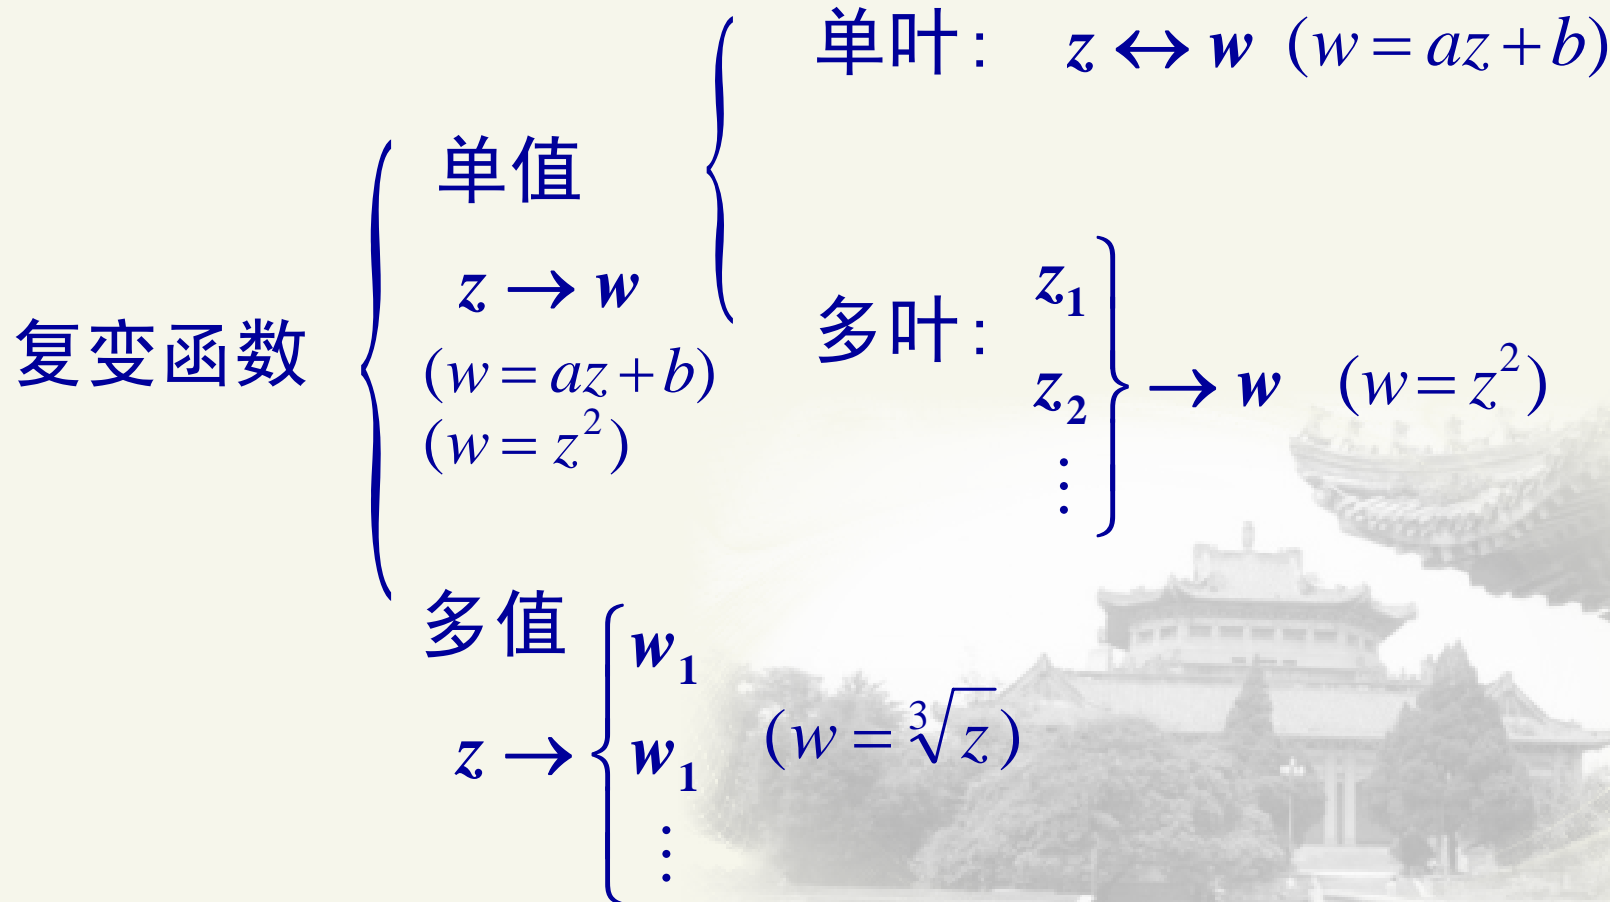 复变函数
单值
z → w
(w = az + b)
(w = z²)
单叶: z ↔ w (w = az + b)
多叶: z₁
z₂
⋮
→ w (w = z²)
多值
z →
w₁
w₁
⋮
(w = ∛z)